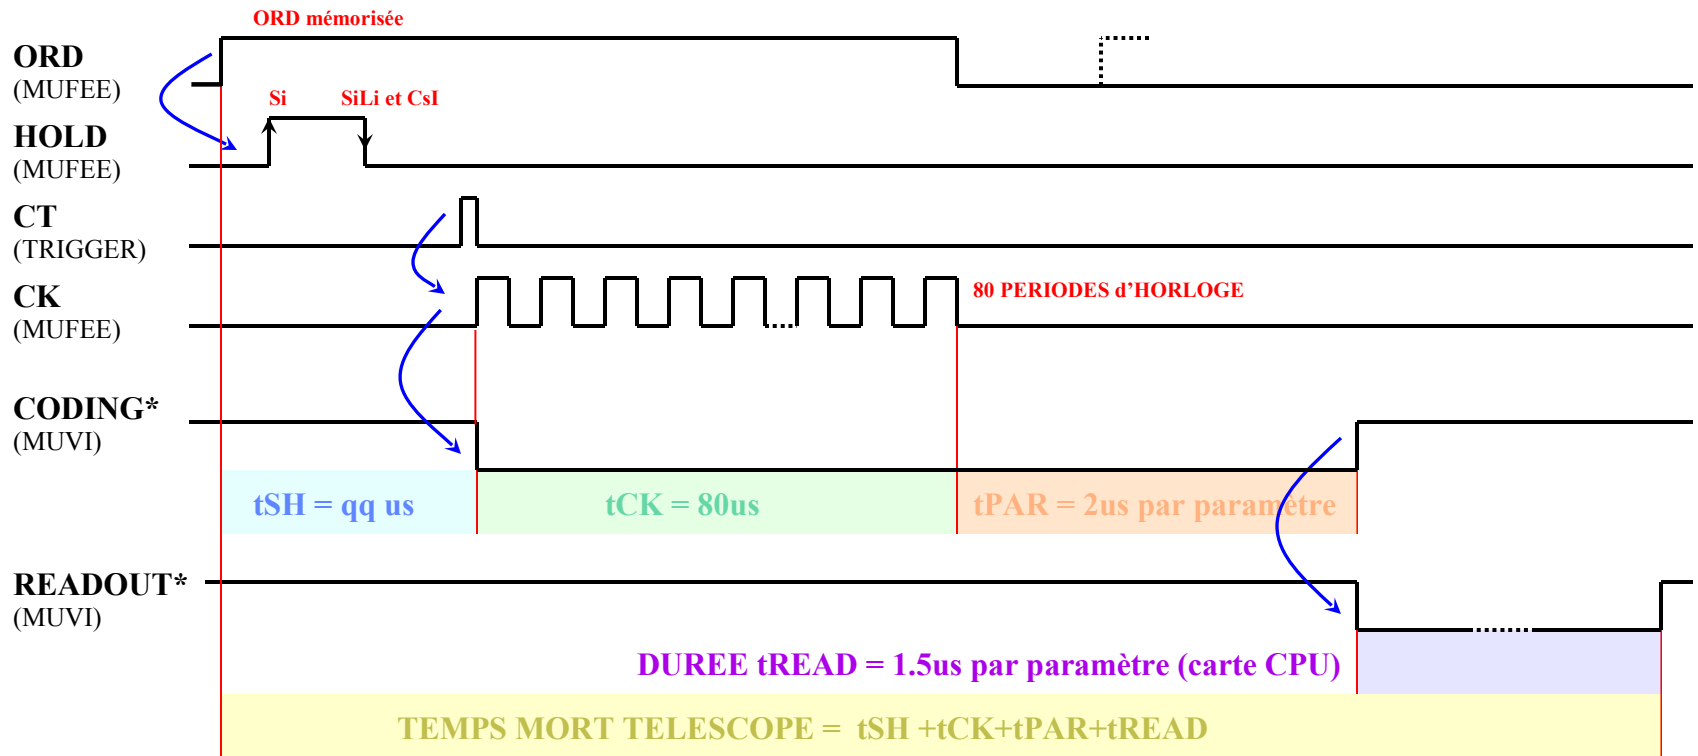 ORD mémorisée
ORD
(MUFEE)
Si
SiLi et CsI
HOLD
(MUFEE)
CT
(TRIGGER)
CK
(MUFEE)
80 PERIODES d’HORLOGE
CODING*
(MUVI)
tSH = qq us
tCK = 80us
tPAR = 2us par paramètre
READOUT*
(MUVI)
DUREE tREAD = 1.5us par paramètre (carte CPU)
TEMPS MORT TELESCOPE = tSH +tCK+tPAR+tREAD